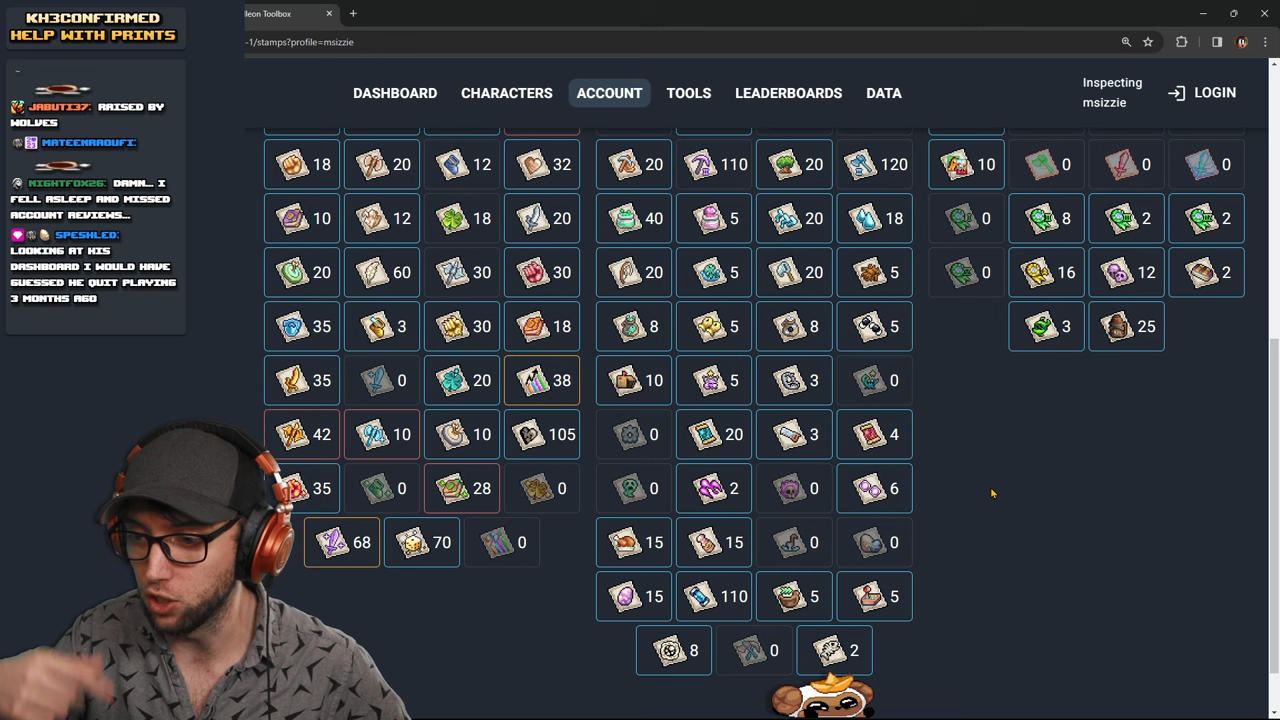 KH3CONFIRMED
HELP WITH PRINTS
JABUTI37: RAISED BY
WOLVES
MATEENRAOUFI:
NIGHTFOX26: DAMN... I
FELL ASLEEP AND MISSED
ACCOUNT REVIEWS...
SPESHLED:
LOOKING AT HIS
DASHBOARD I WOULD HAVE
GUESSED HE QUIT PLAYING
3 MONTHS AGO
leon Toolbox
-1/stamps?profile=msizzie
DASHBOARD CHARACTERS ACCOUNT TOOLS LEADERBOARDS DATA
Inspecting
msizzie
LOGIN
18 20 12 32 20 110 20 120 10 0 0 0
10 12 18 20 40 5 20 18 0 8 2 2
20 60 30 30 20 5 20 5 0 16 12 2
35 3 30 18 8 5 8 5 3 25
35 0 20 38 10 5 3 0
42 10 10 105 0 20 3 4
35 0 28 0 0 2 0 6
68 70 0 15 15 0 0
15 110 5 5
8 0 2